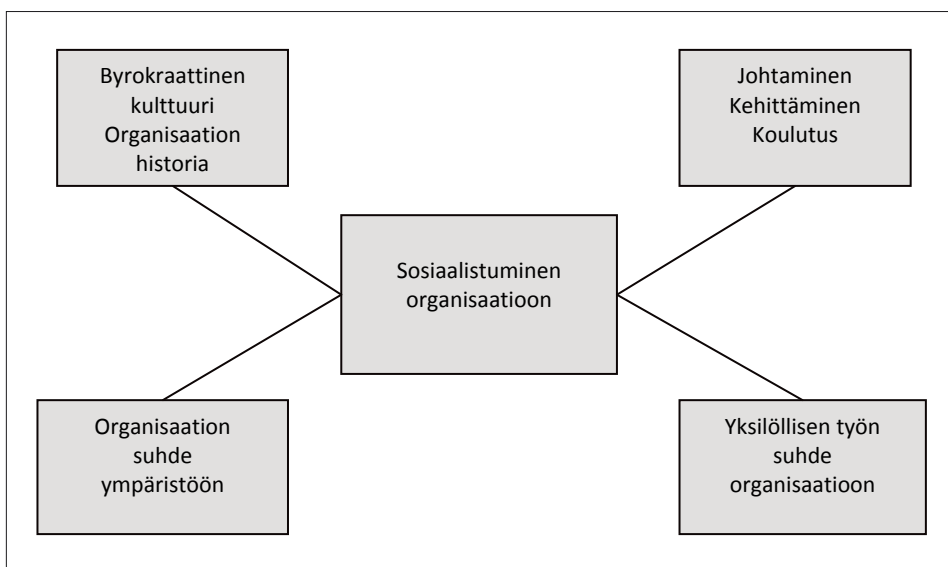 Byrokraattinen
kulttuuri
Organisaation
historia
Johtaminen
Kehittäminen
Koulutus
Sosiaalistuminen
organisaatioon
Organisaation
suhde
ympäristöön
Yksilöllisen työn
suhde
organisaatioon